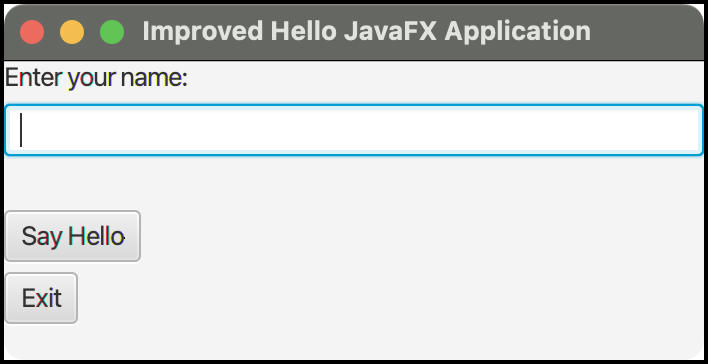 Improved Hello JavaFX Application
Enter your name:
Say Hello
Exit